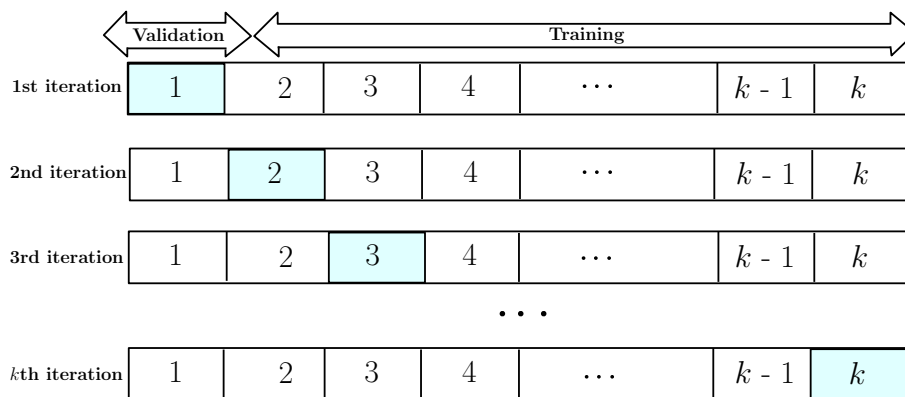 Validation Training
1st iteration 1 2 3 4 ··· k - 1 k
2nd iteration 1 2 3 4 ··· k - 1 k
3rd iteration 1 2 3 4 ··· k - 1 k
···
kth iteration 1 2 3 4 ··· k - 1 k